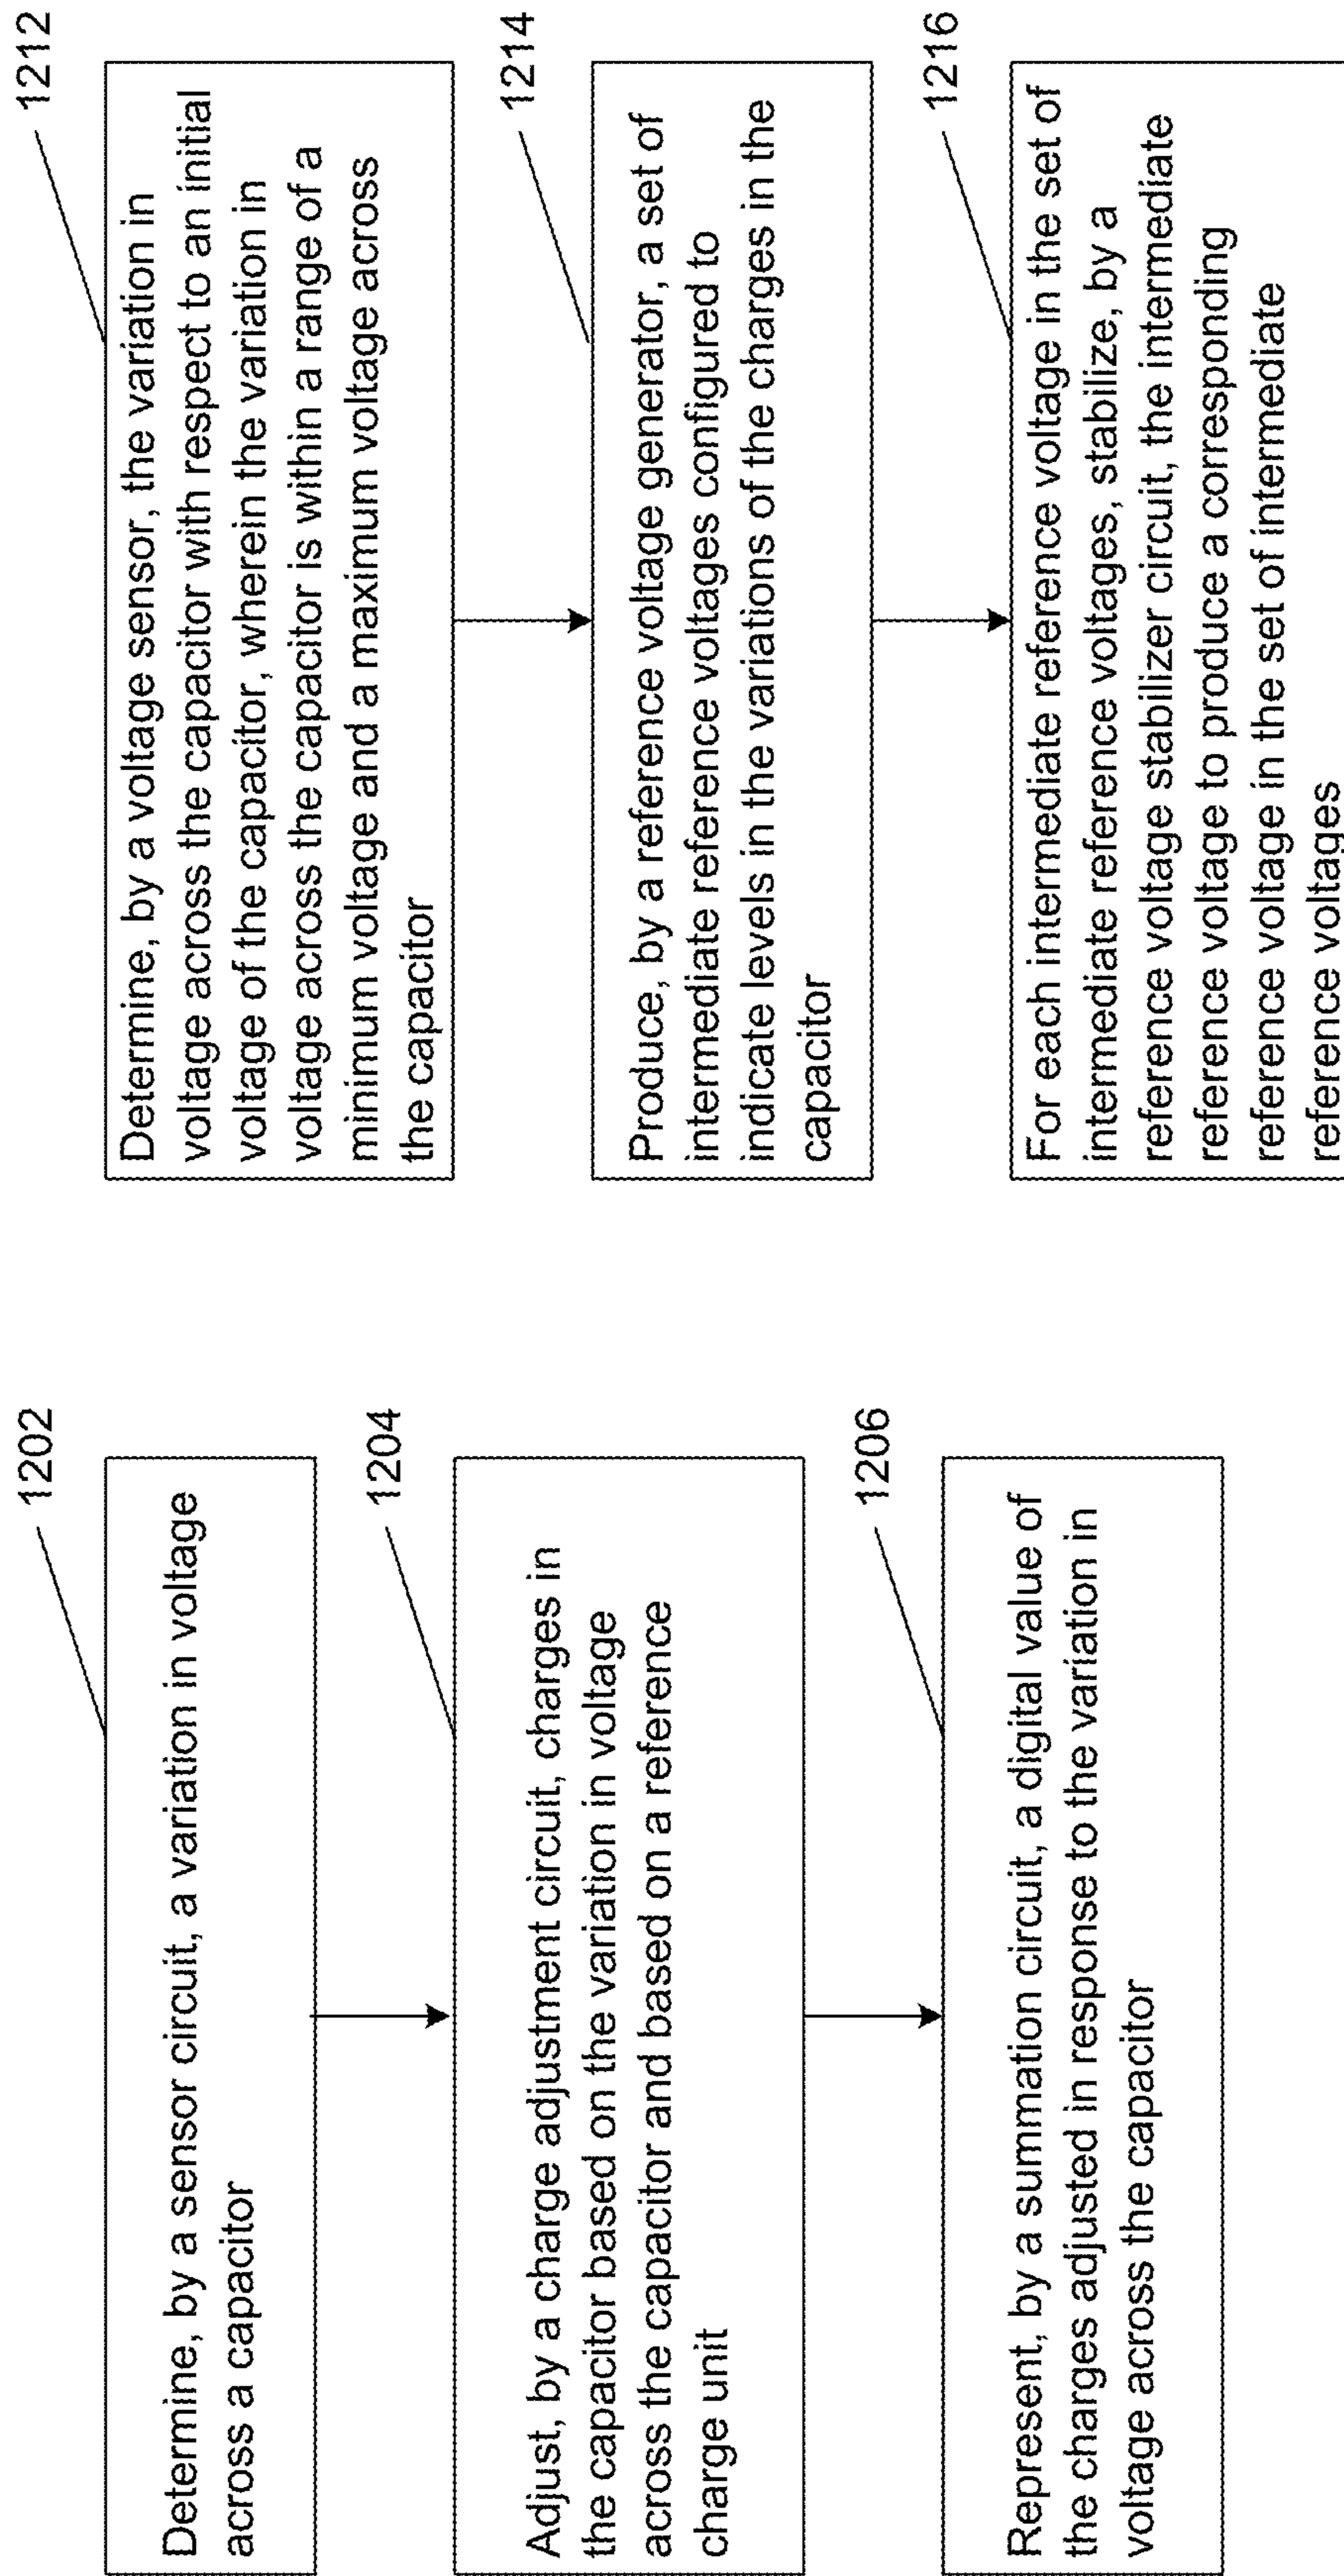 1202
Determine, by a sensor circuit, a variation in voltage
across a capacitor
1204
Adjust, by a charge adjustment circuit, charges in
the capacitor based on the variation in voltage
across the capacitor and based on a reference
charge unit
1206
Represent, by a summation circuit, a digital value of
the charges adjusted in response to the variation in
voltage across the capacitor
1212
Determine, by a voltage sensor, the variation in
voltage across the capacitor with respect to an initial
voltage of the capacitor, wherein the variation in
voltage across the capacitor is within a range of a
minimum voltage and a maximum voltage across
the capacitor
1214
Produce, by a reference voltage generator, a set of
intermediate reference voltages configured to
indicate levels in the variations of the charges in the
capacitor
1216
For each intermediate reference voltage in the set of
intermediate reference voltages, stabilize, by a
reference voltage stabilizer circuit, the intermediate
reference voltage to produce a corresponding
reference voltage in the set of intermediate
reference voltages